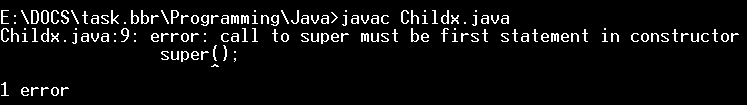 E:\DOCS\task.bbr\Programming\Java>javac Childx.java
Childx.java:9: error: call to super must be first statement in constructor
super();
^
1 error